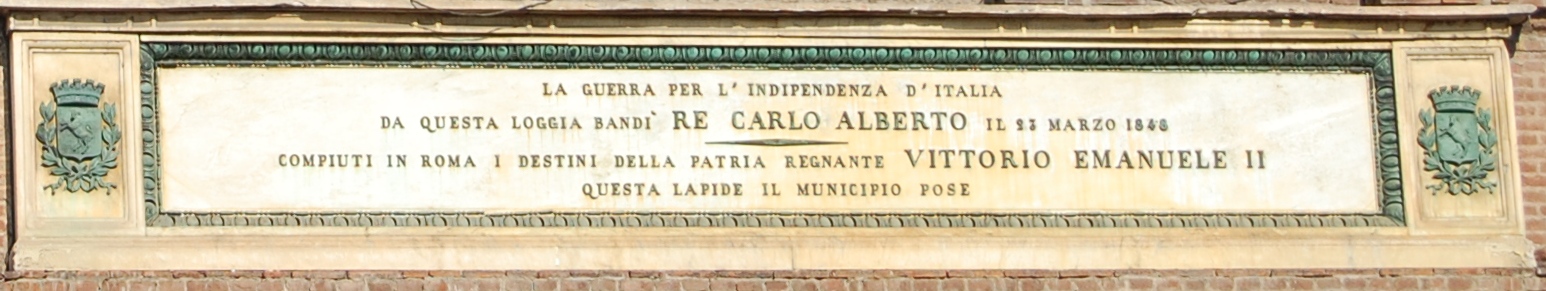 LA GUERRA PER L' INDIPENDENZA D' ITALIA
DA QUESTA LOGGIA BANDI` RE CARLO ALBERTO IL 23 MARZO 1848
COMPIUTI IN ROMA I DESTINI DELLA PATRIA REGNANTE VITTORIO EMANUELE II
QUESTA LAPIDE IL MUNICIPIO POSE